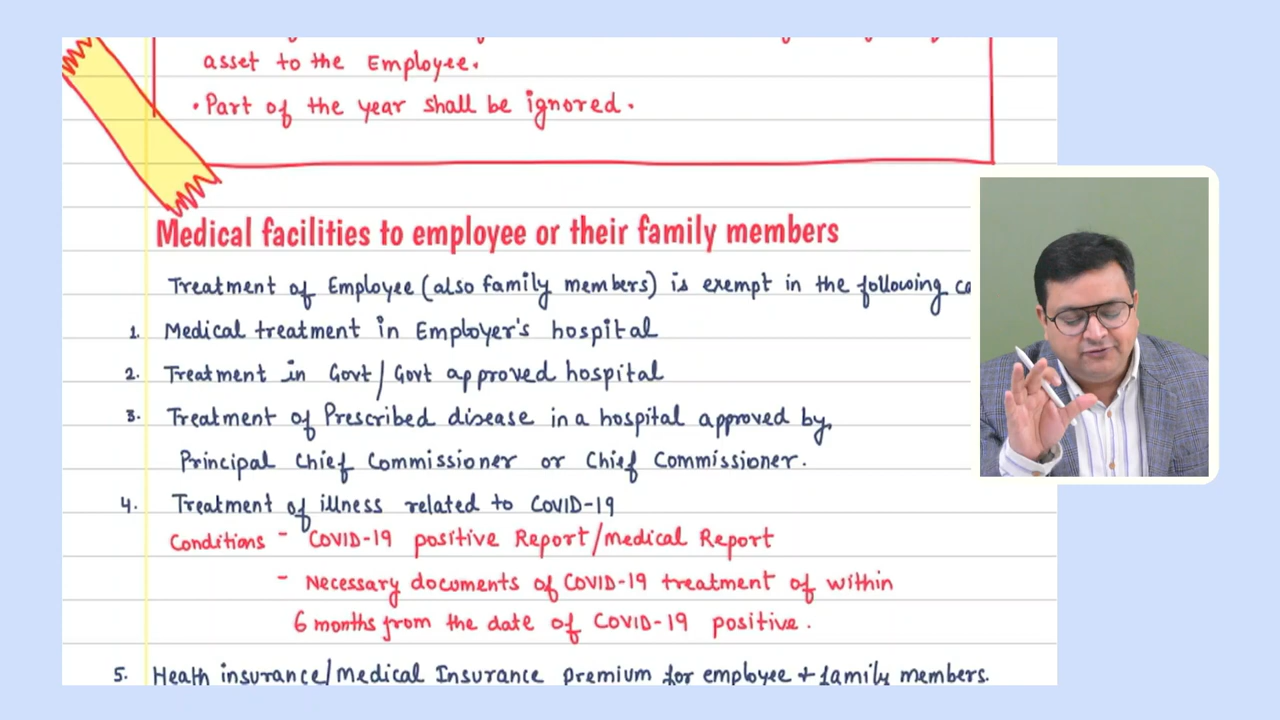 asset to the Employee.
• Part of the year shall be ignored.
Medical facilities to employee or their family members
Treatment of Employee (also family members) is exempt in the following
1. Medical treatment in Employer's hospital
2. Treatment in Govt/Govt approved hospital
3. Treatment of Prescribed disease in a hospital approved by,
Principal Chief Commissioner or Chief Commissioner.
4. Treatment of illness related to COVID-19
Conditions - COVID-19 positive Report/medical Report
- Necessary documents of COVID-19 treatment of within
6 months from the date of COVID-19 positive.
5. Health insurance/Medical Insurance premium for employee + family members.